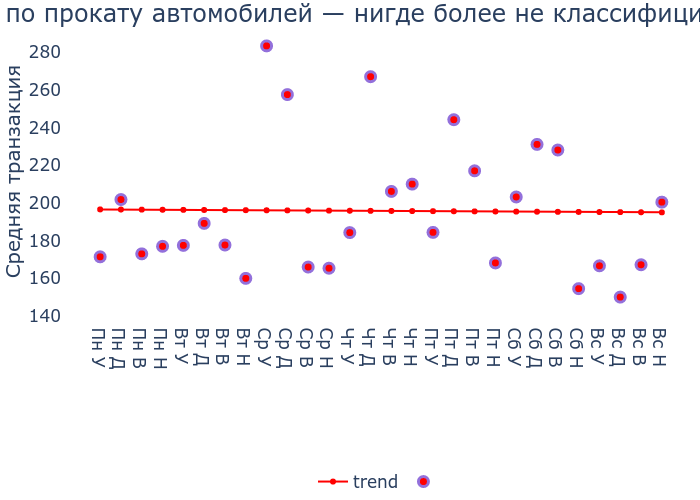 по прокату автомобилей — нигде более не классифици
Средняя транзакция
280
260
240
220
200
180
160
140
Пн У
Пн Д
Пн В
Пн Н
Вт У
Вт Д
Вт В
Вт Н
Ср У
Ср Д
Ср В
Ср Н
Чт У
Чт Д
Чт В
Чт Н
Пт У
Пт Д
Пт В
Пт Н
Сб У
Сб Д
Сб В
Сб Н
Вс У
Вс Д
Вс В
Вс Н
trend